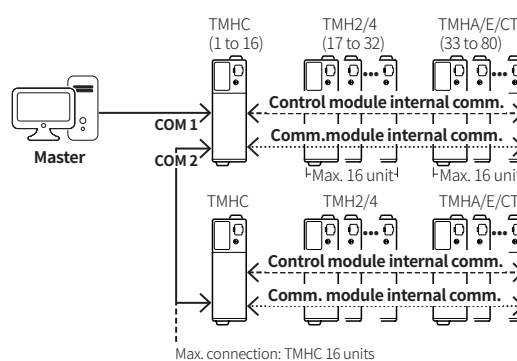 TMHC
(1 to 16)
TMH2/4
(17 to 32)
TMHA/E/CT
(33 to 80)
Control module internal comm.
COM 1
Comm.module internal comm.
Master
COM 2
Max. 16 unit
Max. 16 uni
TMHC
TMH2/4
TMHA/E/CT
Control module internal comm.
Comm. module internal comm.
Max. connection: TMHC 16 units